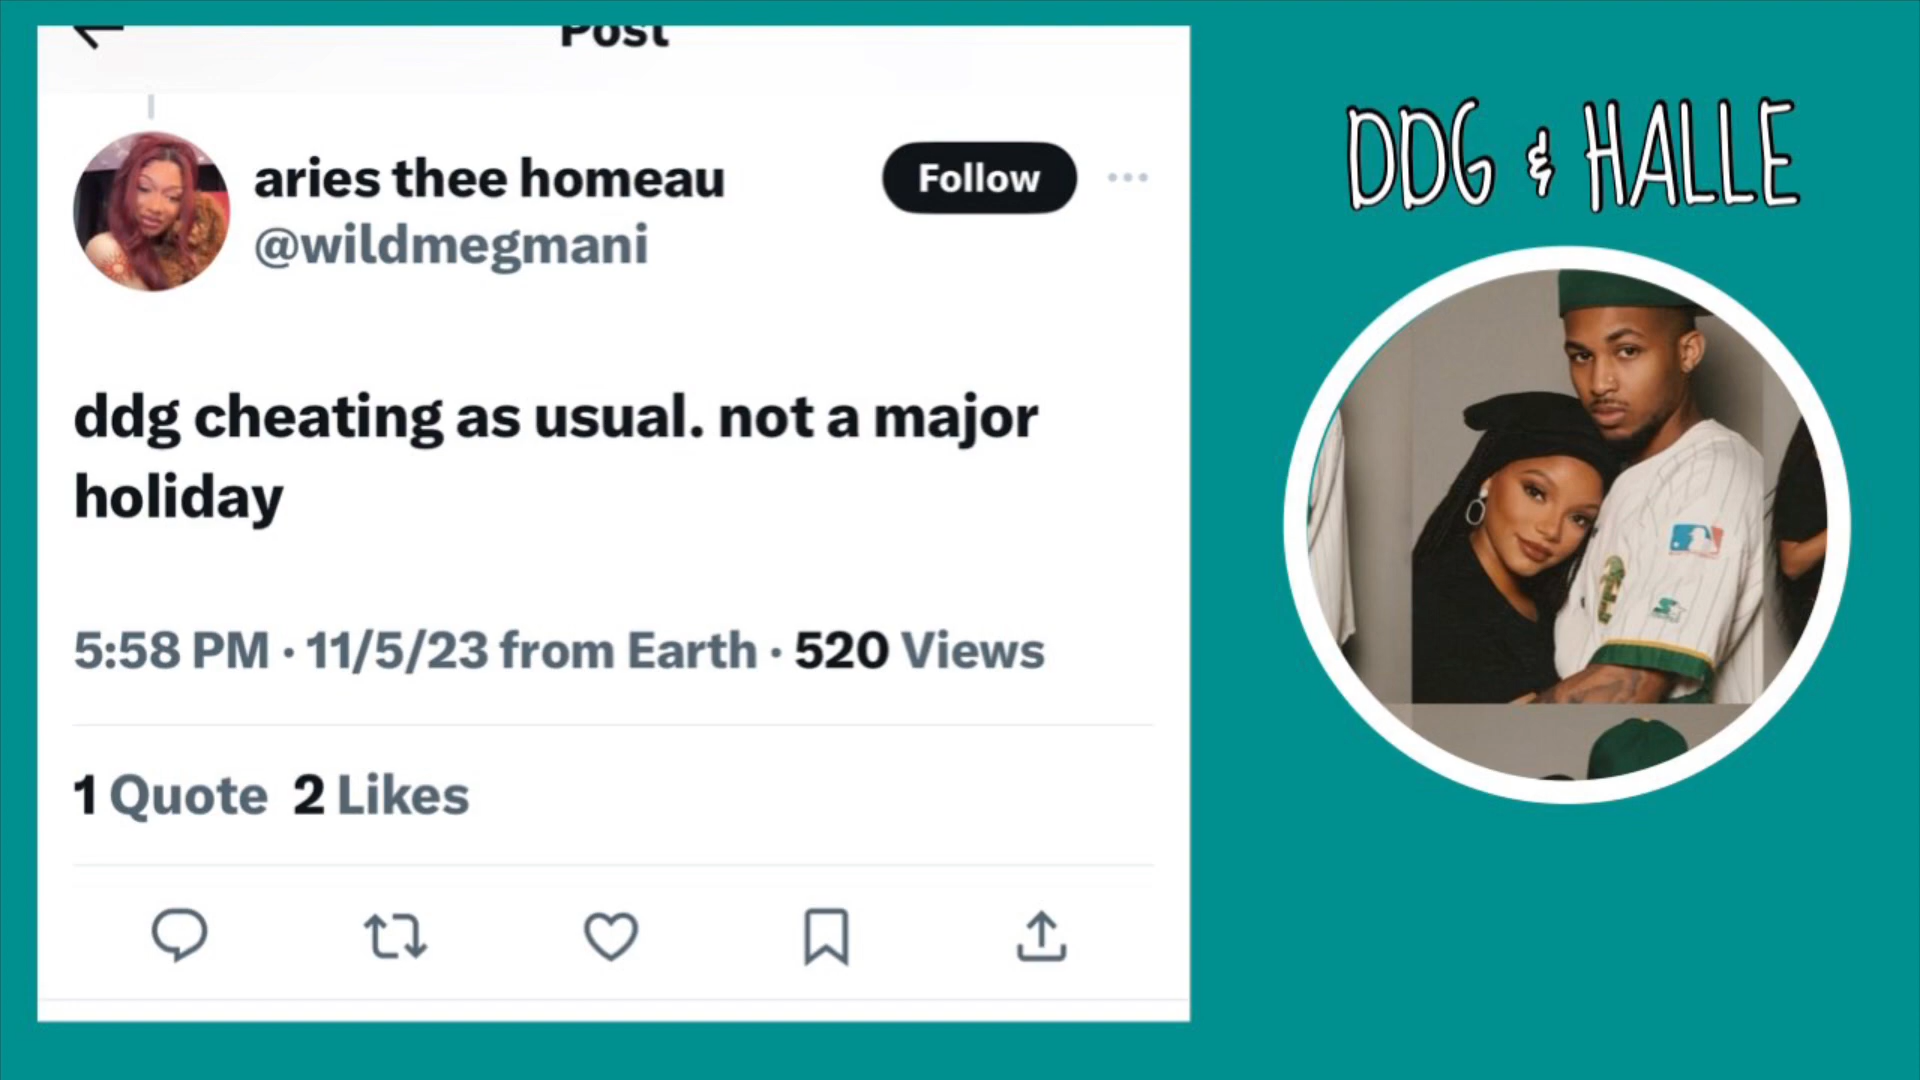 Post
DDG & HALLE
aries thee homeau
Follow
@wildmegmani
ddg cheating as usual. not a major
holiday
5:58 PM · 11/5/23 from Earth · 520 Views
1 Quote 2 Likes